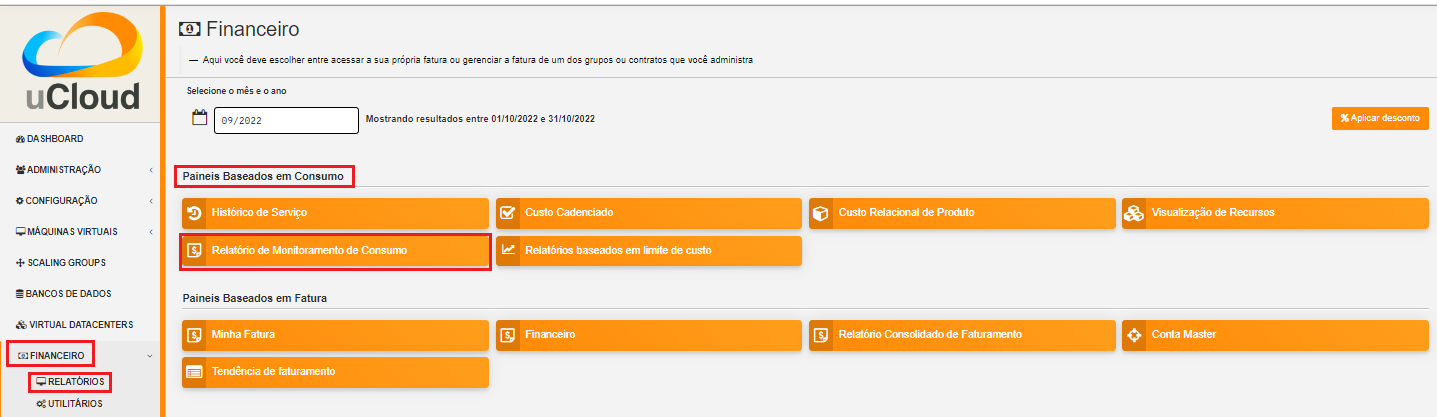 uCloud
DASHBOARD
ADMINISTRAÇÃO
CONFIGURAÇÃO
MÁQUINAS VIRTUAIS
SCALING GROUPS
BANCOS DE DADOS
VIRTUAL DATACENTERS
FINANCEIRO
RELATÓRIOS
UTILITÁRIOS
Financeiro
— Aqui você deve escolher entre acessar a sua própria fatura ou gerenciar a fatura de um dos grupos ou contratos que você administra
Selecione o mês e o ano
09/2022 Mostrando resultados entre 01/10/2022 e 31/10/2022
% Aplicar desconto
Paineis Baseados em Consumo
Histórico de Serviço
Custo Cadenciado
Custo Relacional de Produto
Visualização de Recursos
Relatório de Monitoramento de Consumo
Relatórios baseados em limite de custo
Paineis Baseados em Fatura
Minha Fatura
Financeiro
Relatório Consolidado de Faturamento
Conta Master
Tendência de faturamento